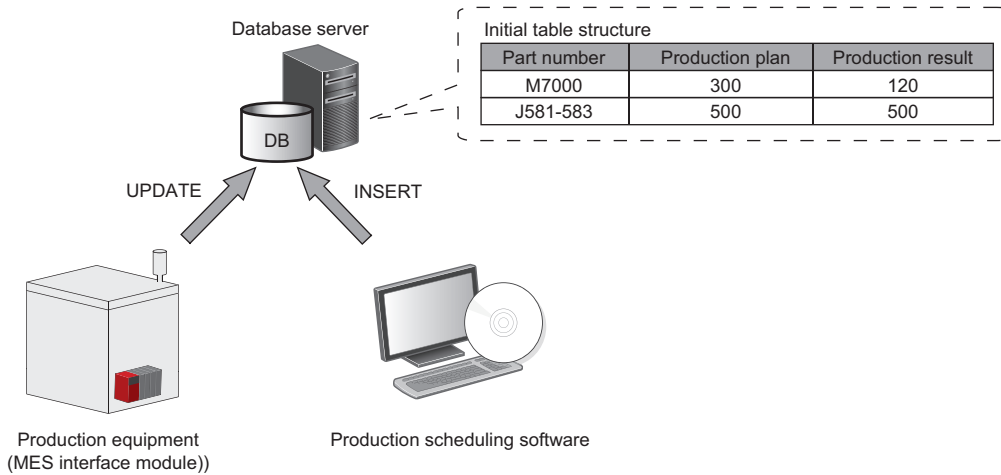 Database server
Initial table structure
Part number Production plan Production result
M7000 300 120
J581-583 500 500
DB
UPDATE INSERT
Production equipment
(MES interface module))
Production scheduling software